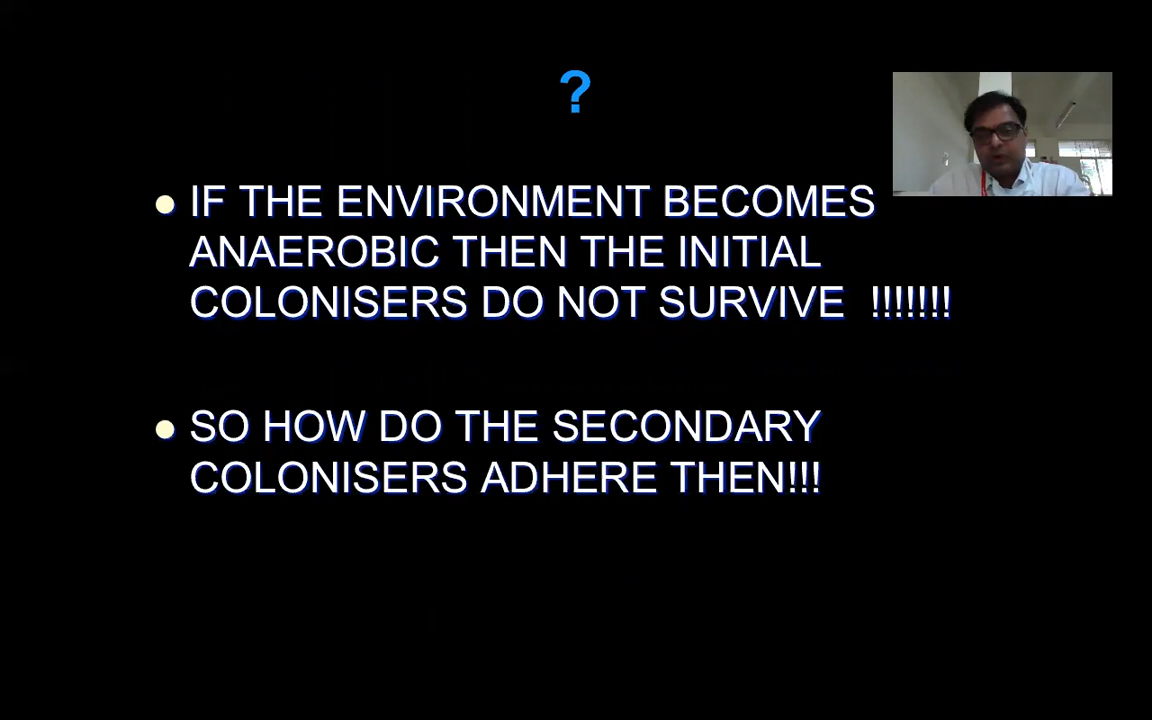 ?
IF THE ENVIRONMENT BECOMES
ANAEROBIC THEN THE INITIAL
COLONISERS DO NOT SURVIVE !!!!!!!
SO HOW DO THE SECONDARY
COLONISERS ADHERE THEN!!!